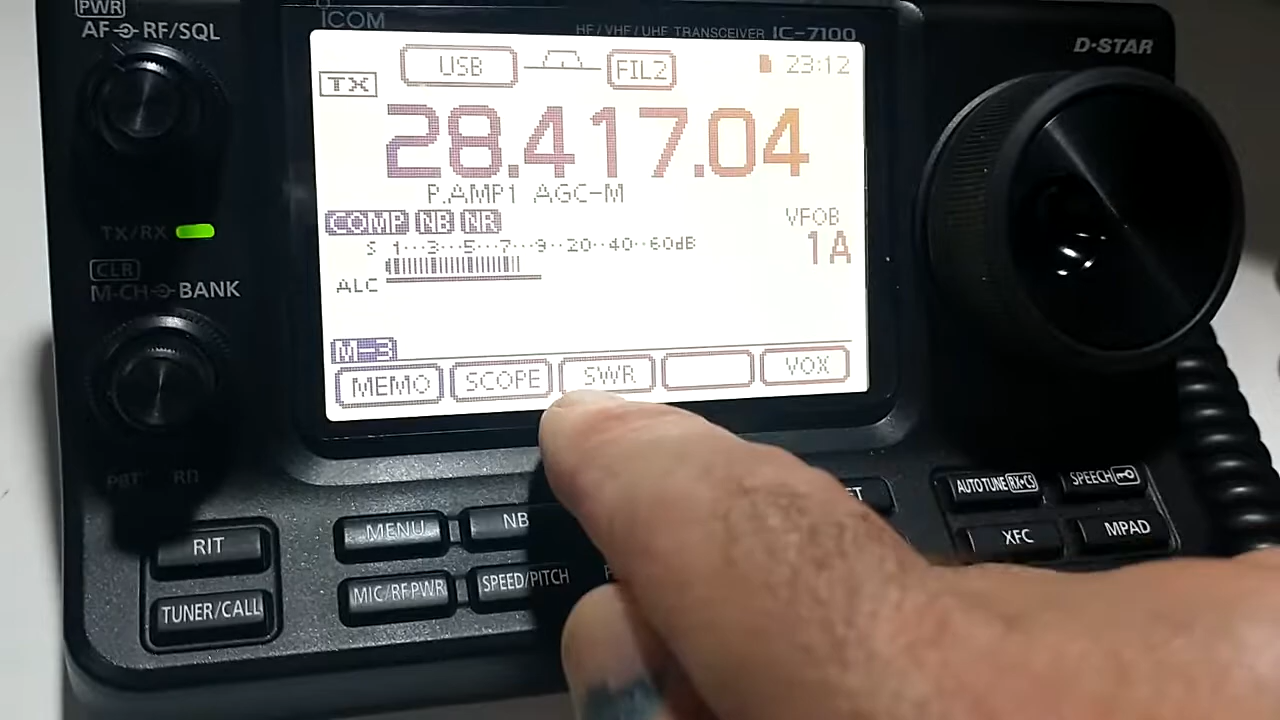 PWR
AF RF/SQL
ICOM
HF/VHF/UHF TRANSCEIVER IC-7100
D-STAR
USB FIL2 23:12
TX
28.417.04
P.AMP1 AGC-M
COMP NB NR
VFOB
1A
S 1···3···5···7···9··20··40··60dB
ALC
TX/RX
CLR
M-CH BANK
M-3
MEMO SCOPE SWR VOX
PBT RIT
RIT
TUNER/CALL
MENU NB
MIC/RF PWR SPEED/PITCH
AUTOTUNE RX→CS SPEECH
XFC MPAD